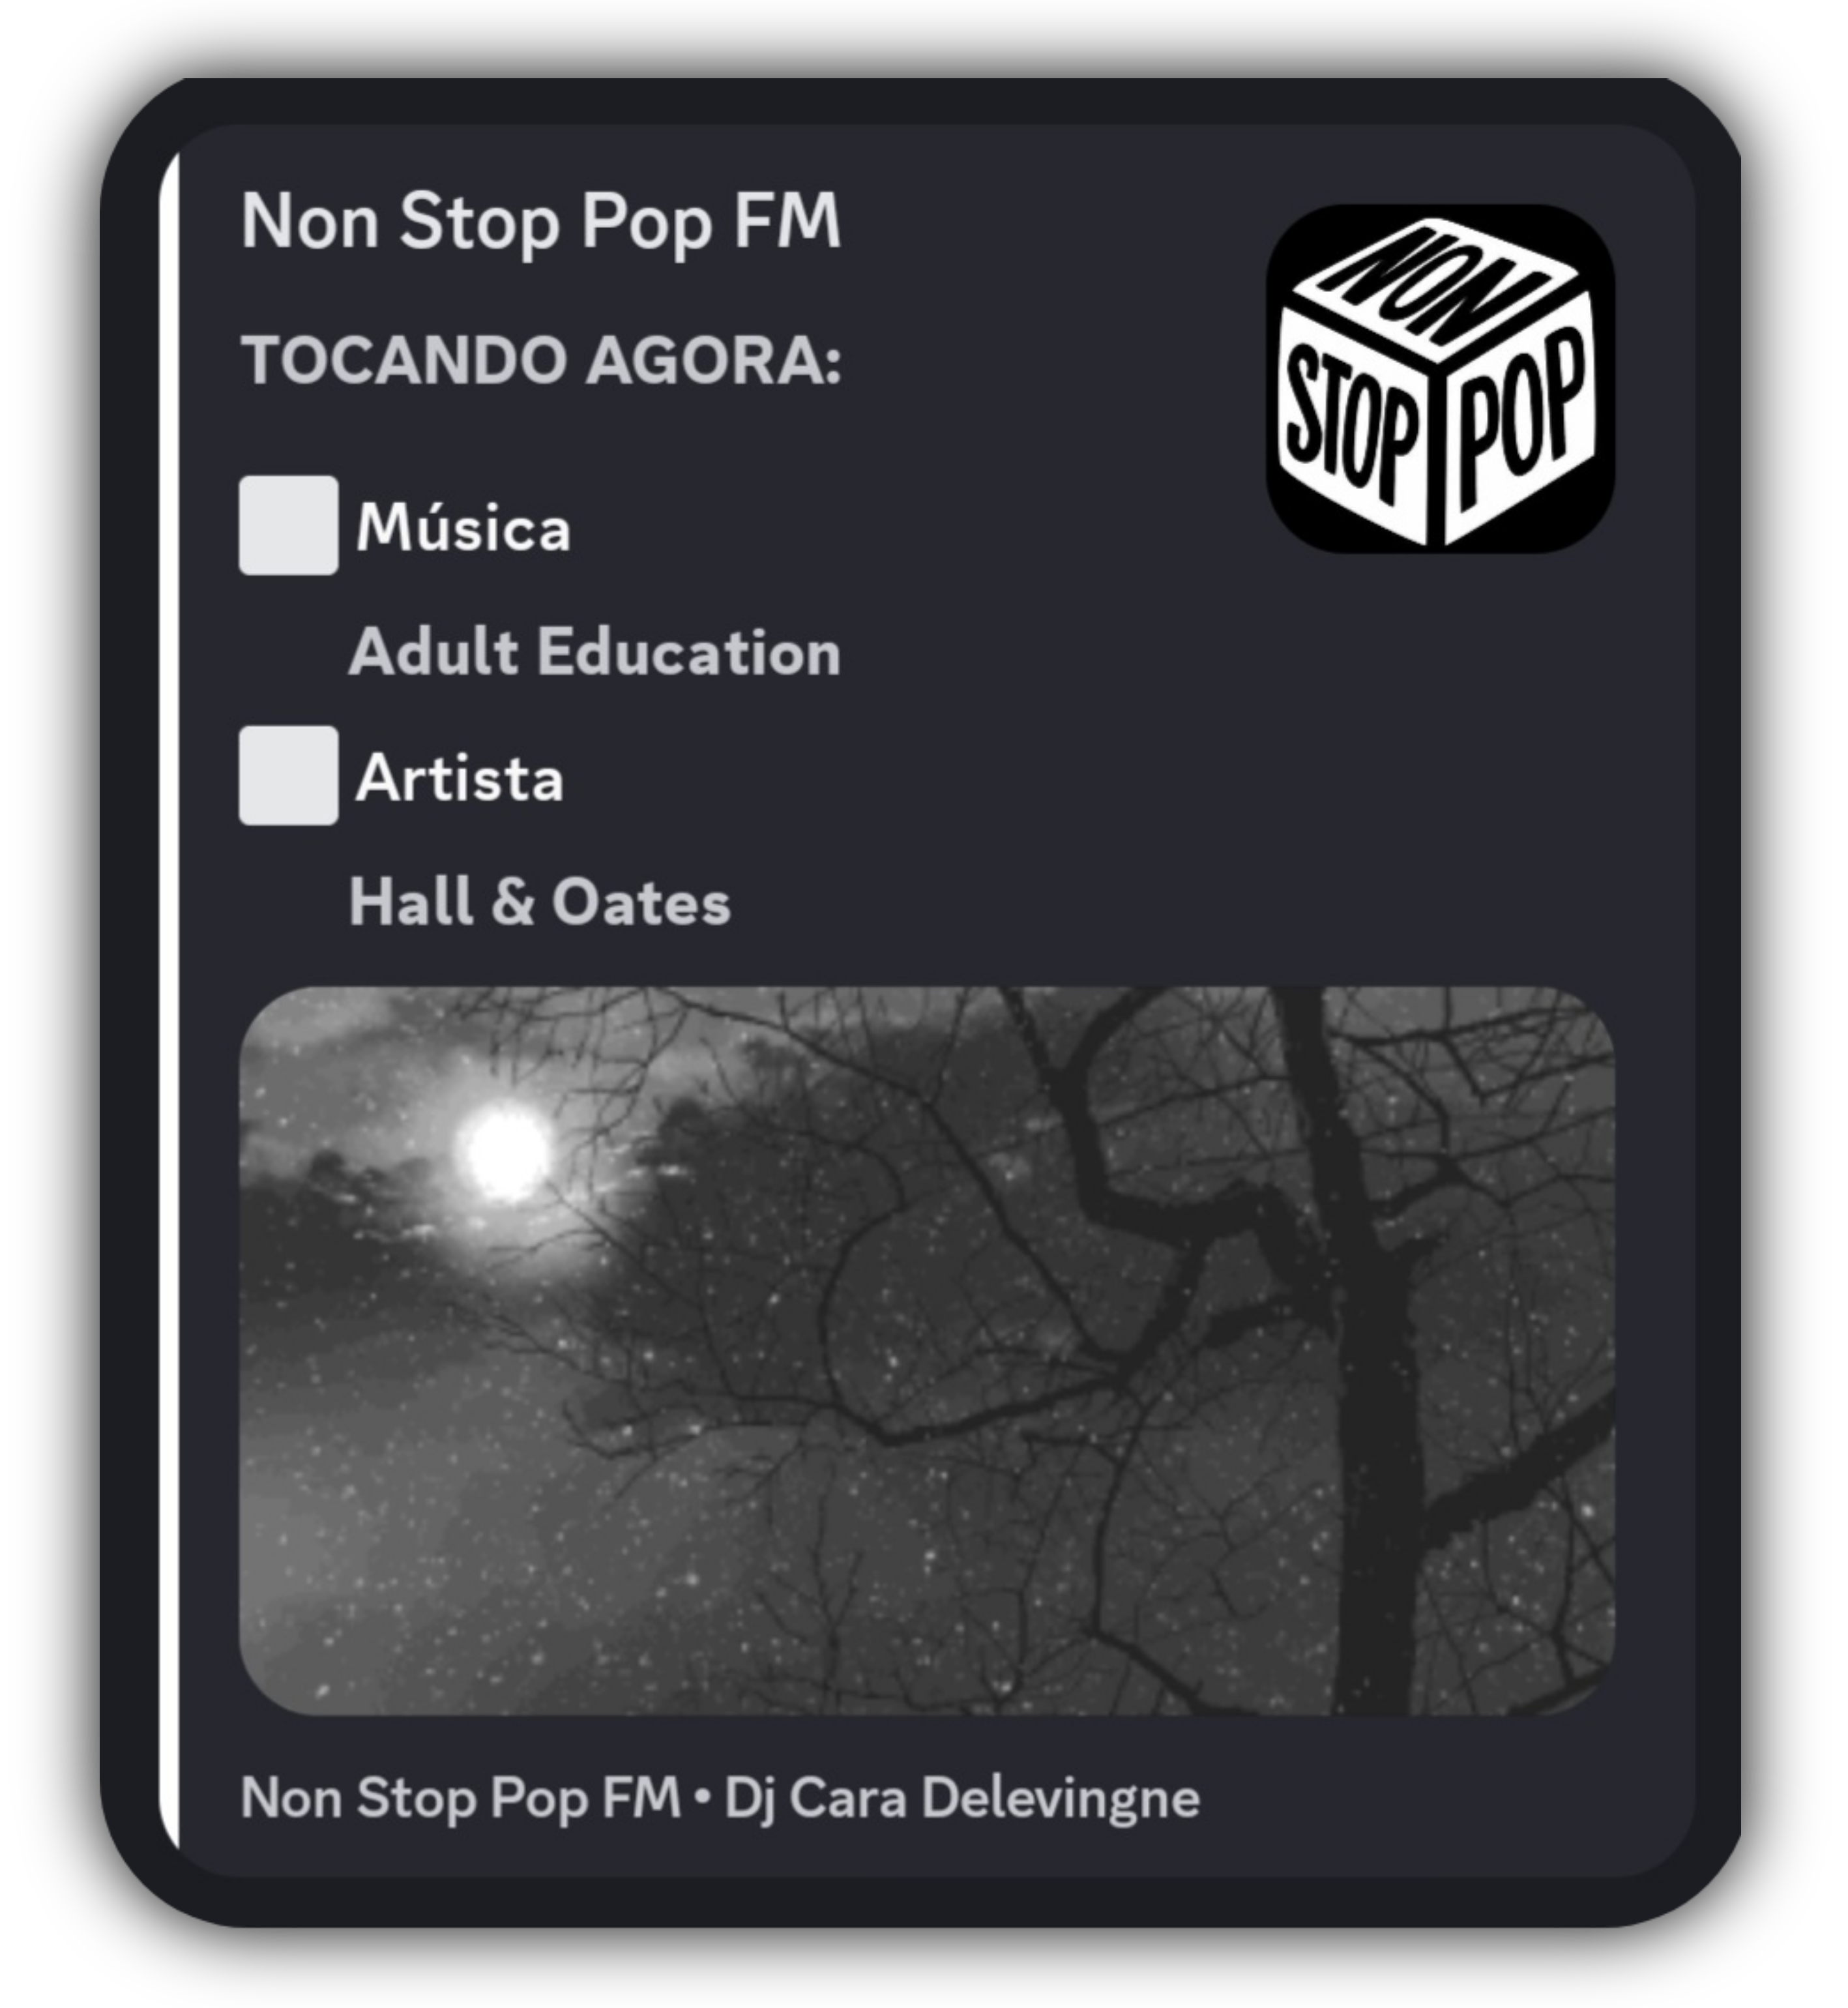 Non Stop Pop FM
NON
STOP POP
TOCANDO AGORA:
Música
Adult Education
Artista
Hall & Oates
Non Stop Pop FM • Dj Cara Delevingne